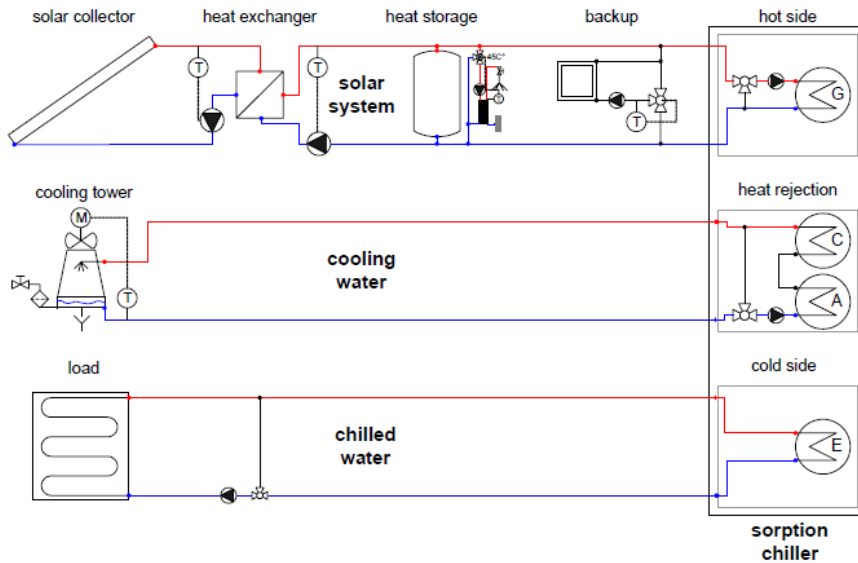 solar collector
heat exchanger
heat storage
backup
hot side
T
T
45C°
T
T
G
solar
system
cooling tower
heat rejection
M
C
cooling
water
T
A
load
cold side
chilled
water
E
sorption
chiller